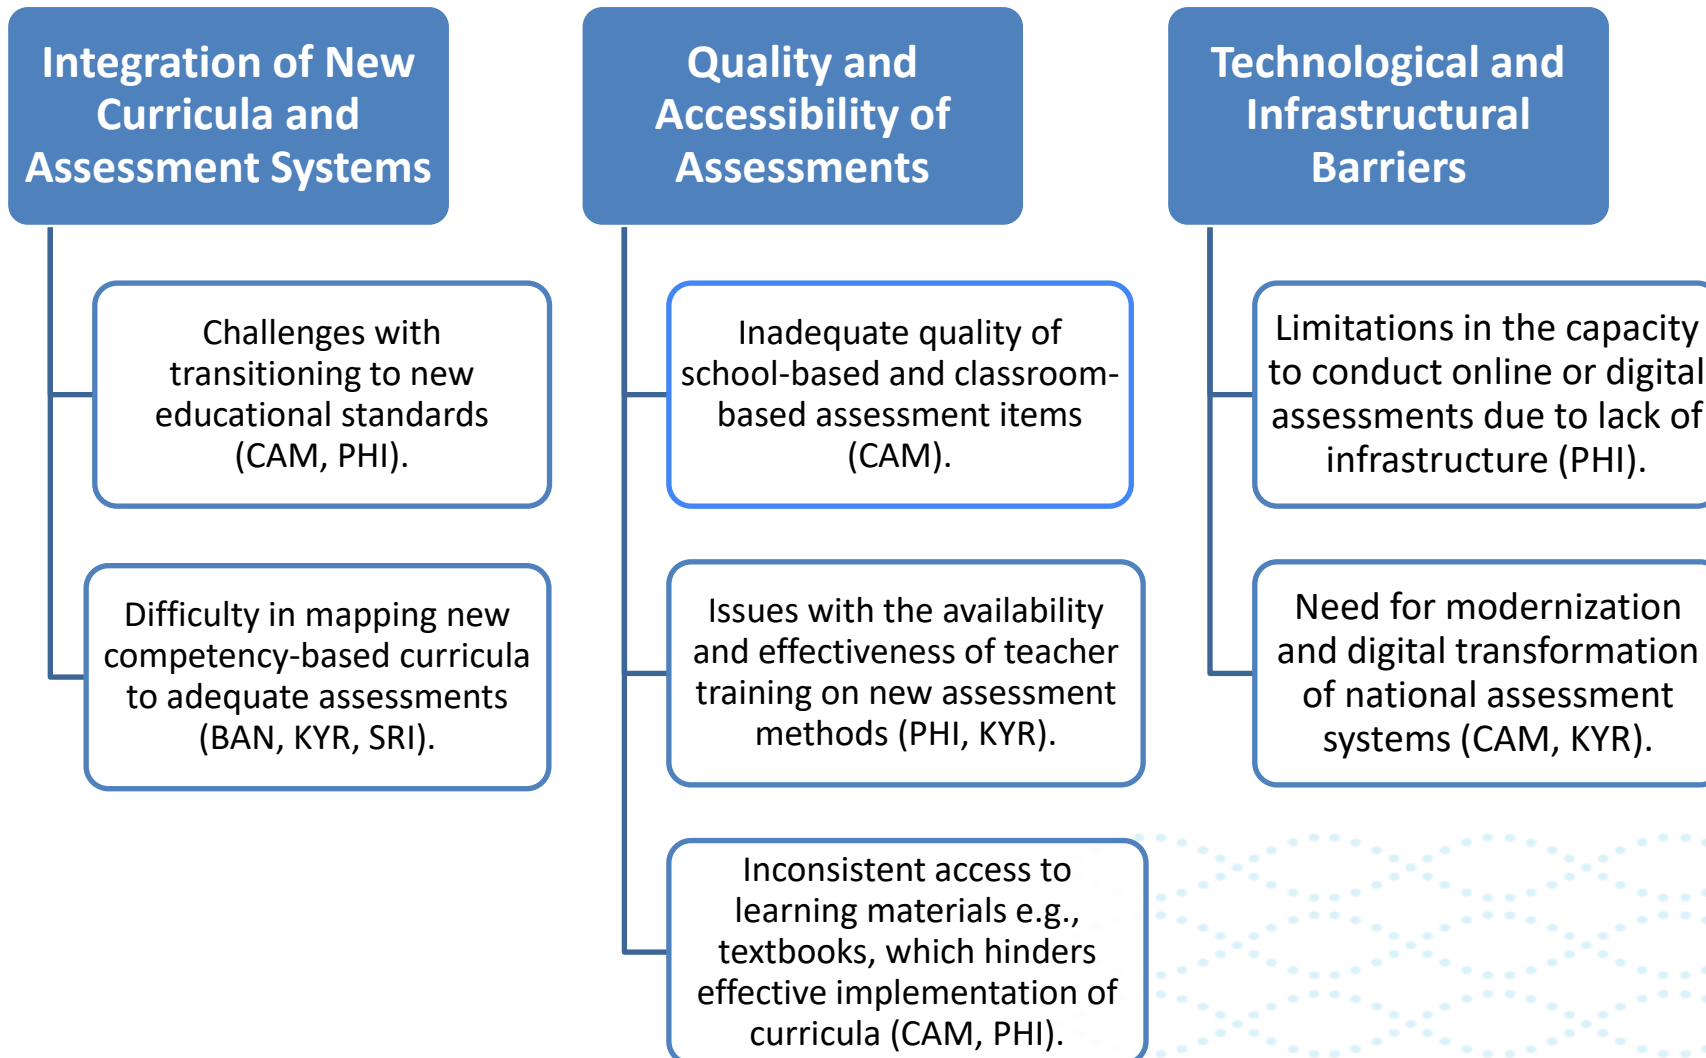 Integration of New
Curricula and
Assessment Systems
Challenges with
transitioning to new
educational standards
(CAM, PHI).
Difficulty in mapping new
competency-based curricula
to adequate assessments
(BAN, KYR, SRI).
Quality and
Accessibility of
Assessments
Inadequate quality of
school-based and classroom-
based assessment items
(CAM).
Issues with the availability
and effectiveness of teacher
training on new assessment
methods (PHI, KYR).
Inconsistent access to
learning materials e.g.,
textbooks, which hinders
effective implementation of
curricula (CAM, PHI).
Technological and
Infrastructural
Barriers
Limitations in the capacity
to conduct online or digital
assessments due to lack of
infrastructure (PHI).
Need for modernization
and digital transformation
of national assessment
systems (CAM, KYR).